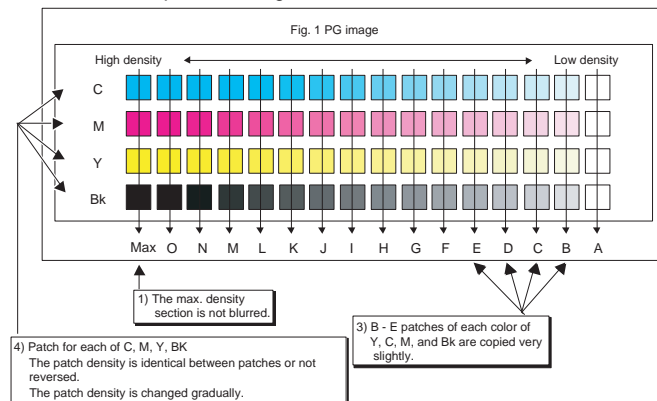 Fig. 1 PG image
High density Low density
C
M
Y
Bk
Max O N M L K J I H G F E D C B A
1) The max. density
section is not blurred.
3) B - E patches of each color of
Y, C, M, and Bk are copied very
slightly.
4) Patch for each of C, M, Y, BK
The patch density is identical between patches or not
reversed.
The patch density is changed gradually.